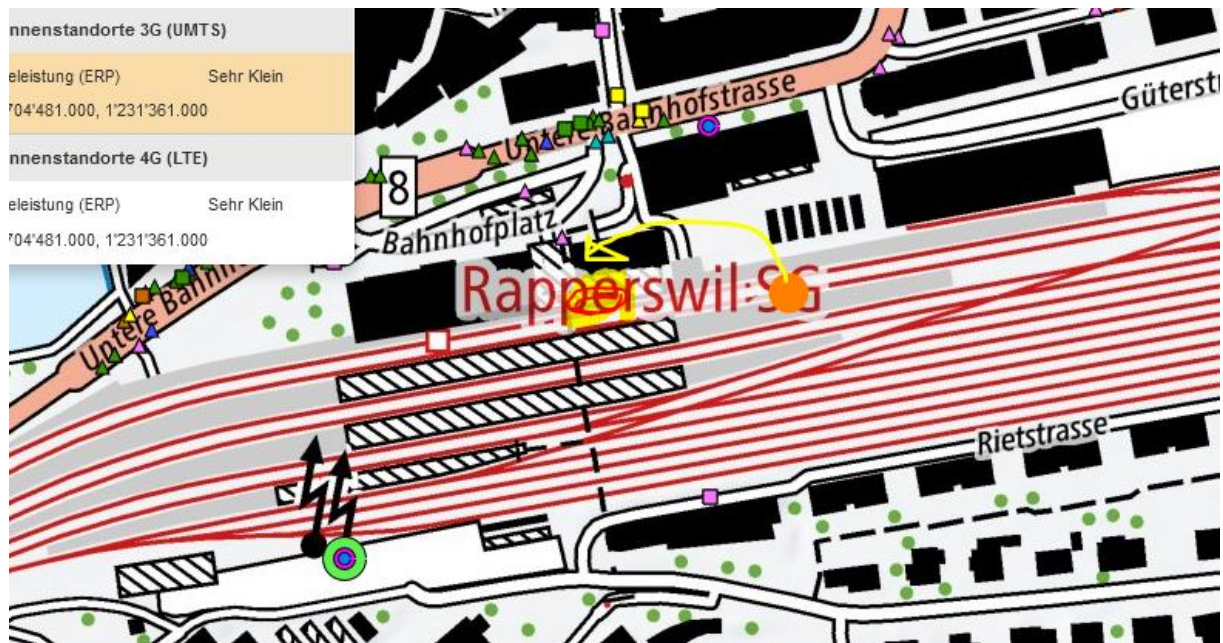 nnenstandorte 3G (UMTS)
eleistung (ERP) Sehr Klein
704'481.000, 1'231'361.000
nnenstandorte 4G (LTE)
eleistung (ERP) Sehr Klein
704'481.000, 1'231'361.000
Untere Bahnhofstrasse
Güterstr
8
Bahnhofplatz
Rapperswil SG
Untere Bahnh
Rietstrasse